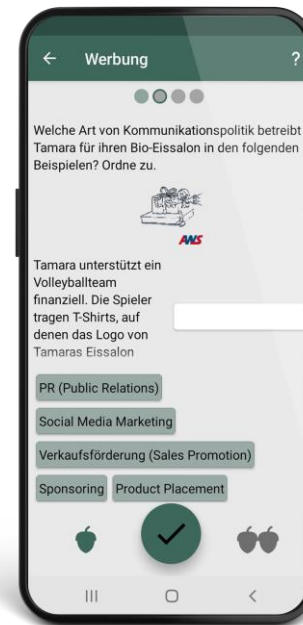 Werbung ?
Welche Art von Kommunikationspolitik betreibt
Tamara für ihren Bio-Eissalon in den folgenden
Beispielen? Ordne zu.
ANS
Tamara unterstützt ein
Volleyballteam
finanziell. Die Spieler
tragen T-Shirts, auf
denen das Logo von
Tamaras Eissalon
PR (Public Relations)
Social Media Marketing
Verkaufsförderung (Sales Promotion)
Sponsoring Product Placement